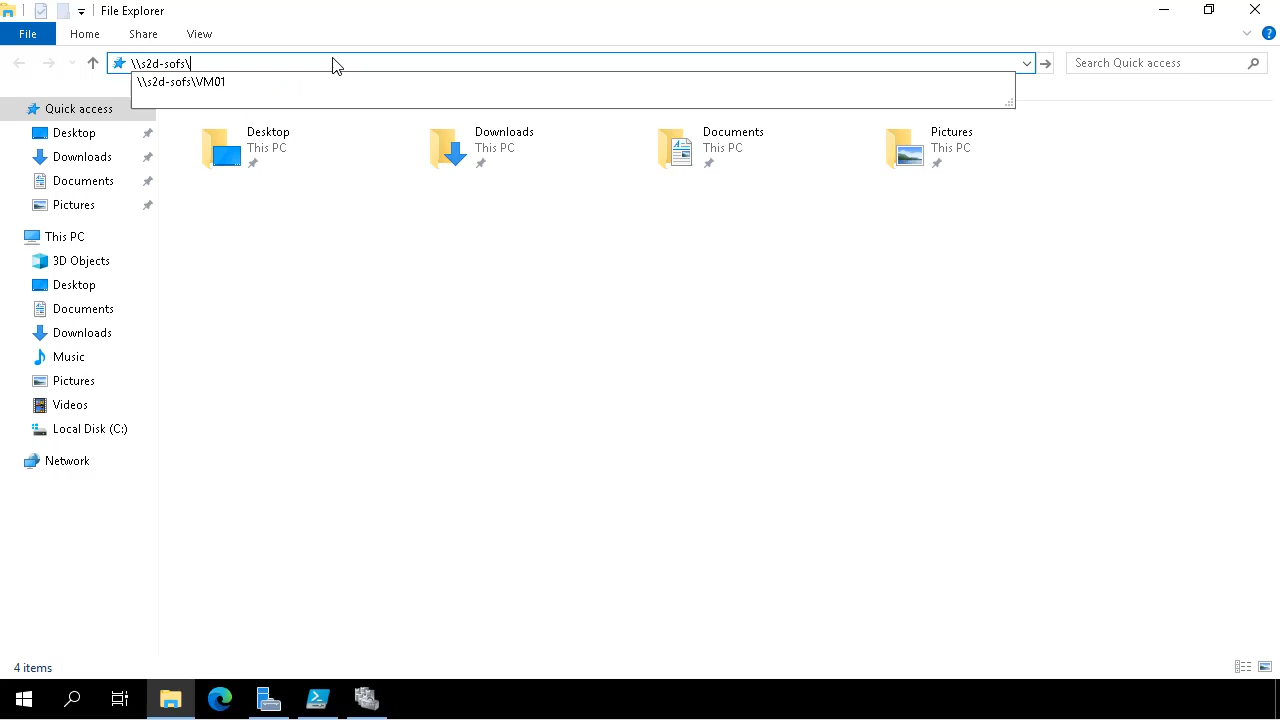 File Explorer
File Home Share View
\\s2d-sofs\
Search Quick access
\\s2d-sofs\VM01
Quick access
Desktop
Downloads
Documents
Pictures
This PC
3D Objects
Desktop
Documents
Downloads
Music
Pictures
Videos
Local Disk (C:)
Network
Desktop
This PC
Downloads
This PC
Documents
This PC
Pictures
This PC
4 items